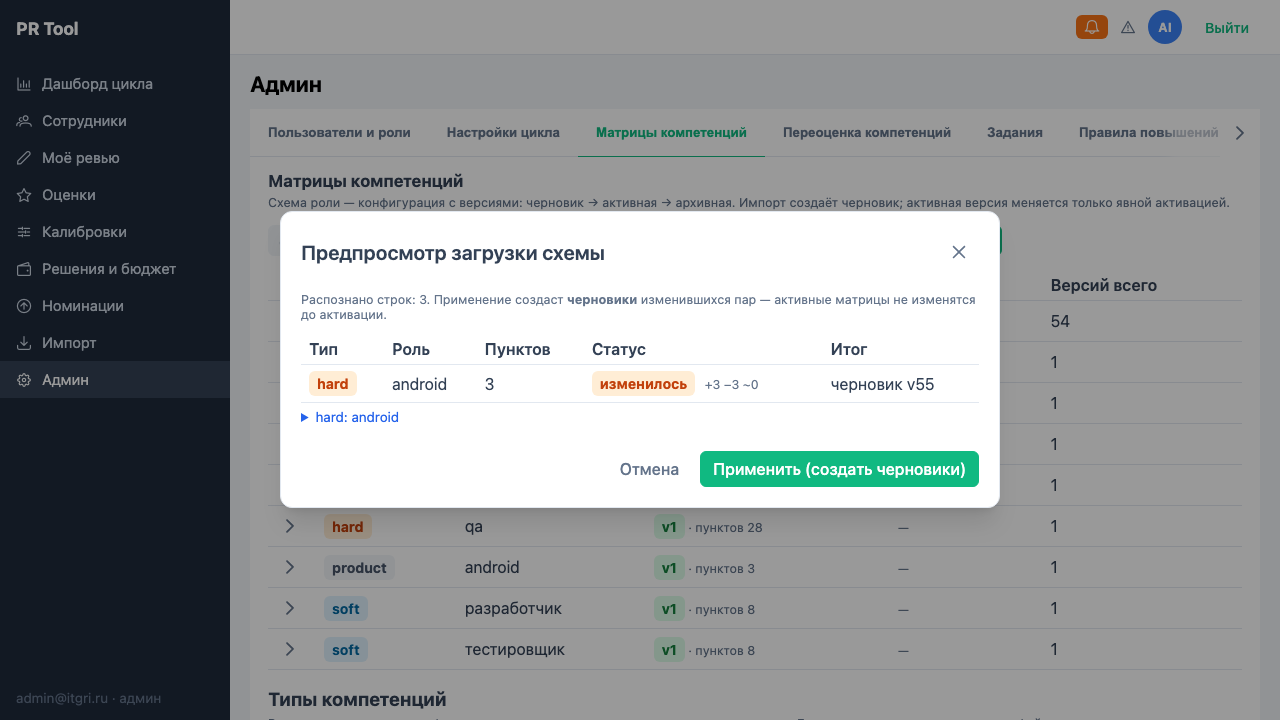 PR Tool
AI
Выйти
Дашборд цикла
Сотрудники
Моё ревью
Оценки
Калибровки
Решения и бюджет
Номинации
Импорт
Админ
admin@itgri.ru · админ
Админ
Пользователи и роли
Настройки цикла
Матрицы компетенций
Переоценка компетенций
Задания
Правила повышений
Матрицы компетенций
Схема роли — конфигурация с версиями: черновик → активная → архивная. Импорт создаёт черновик; активная версия меняется только явной активацией.
Предпросмотр загрузки схемы
Распознано строк: 3. Применение создаст черновики изменившихся пар — активные матрицы не изменятся
до активации.
Тип Роль Пунктов Статус Итог
hard android 3 изменилось +3 −3 ~0 черновик v55
hard: android
Отмена Применить (создать черновики)
Версий всего
54
1
1
1
1
hard qa v1 · пунктов 28 — 1
product android v1 · пунктов 3 — 1
soft разработчик v1 · пунктов 8 — 1
soft тестировщик v1 · пунктов 8 — 1
Типы компетенций